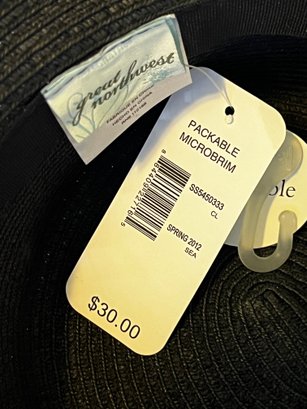 great
northwest
PACKABLE
MICROBRIM
SS5450333
CL
SPRING 2012
SEA
$30.00
ble